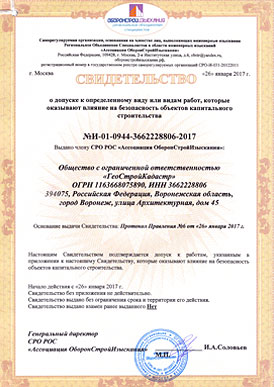 ОБОРОНСТРОЙИЗЫСКАНИЯ
Саморегулируемая организация, основанная на членстве лиц, выполняющих инженерные изыскания
Региональное Объединение Специалистов в области инженерных изысканий
«Ассоциация ОборонСтройИзыскания»
г. Москва
«26» января 2017 г.
СВИДЕТЕЛЬСТВО
о допуске к определенному виду или видам работ, которые
оказывают влияние на безопасность объектов капитального
строительства
№И-01-0944-3662228806-2017
Выдано члену СРО РОС «Ассоциация ОборонСтройИзыскания»:
Общество с ограниченной ответственностью
«ГеоСтройКадастр»
ОГРН 1163668075890, ИНН 3662228806
394075, Российская Федерация, Воронежская область,
город Воронеж, улица Архитектурная, дом 45
Основание выдачи Свидетельства: Протокол Правления №6 от «26» января 2017 г.
Настоящим Свидетельством подтверждается допуск к работам, указанным в
приложении к настоящему Свидетельству, которые оказывают влияние на безопасность
объектов капитального строительства.
Начало действия с «26» января 2017 г.
Свидетельство без приложения не действительно.
Свидетельство выдано без ограничения срока и территории его действия.
Свидетельство выдано взамен ранее выданного Нет
Генеральный директор
СРО РОС
«Ассоциация ОборонСтройИзыскания»
М.П.
И.А.Соловьев